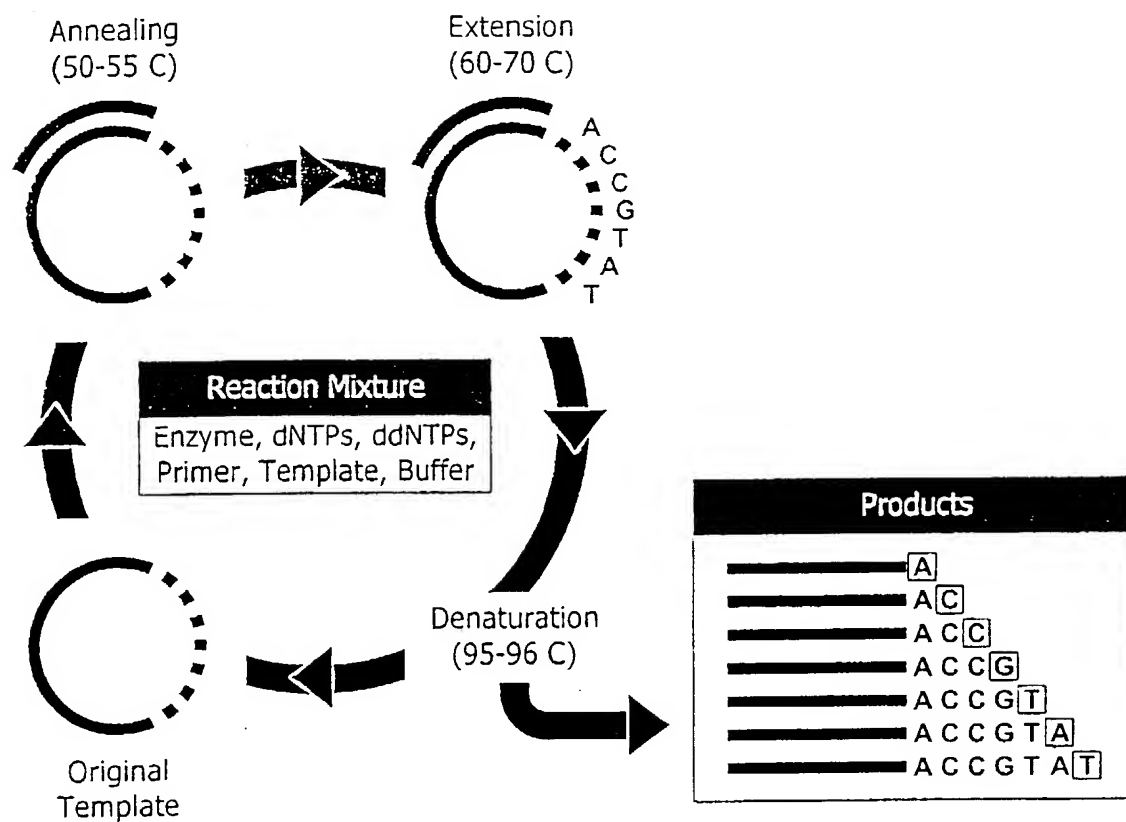 Annealing
(50-55 C)
Extension
(60-70 C)
A
C
C
G
T
A
T
Reaction Mixture
Enzyme, dNTPs, ddNTPs,
Primer, Template, Buffer
Products
A
A C
A C C
A C C G
A C C G T
A C C G T A
A C C G T A T
Denaturation
(95-96 C)
Original
Template